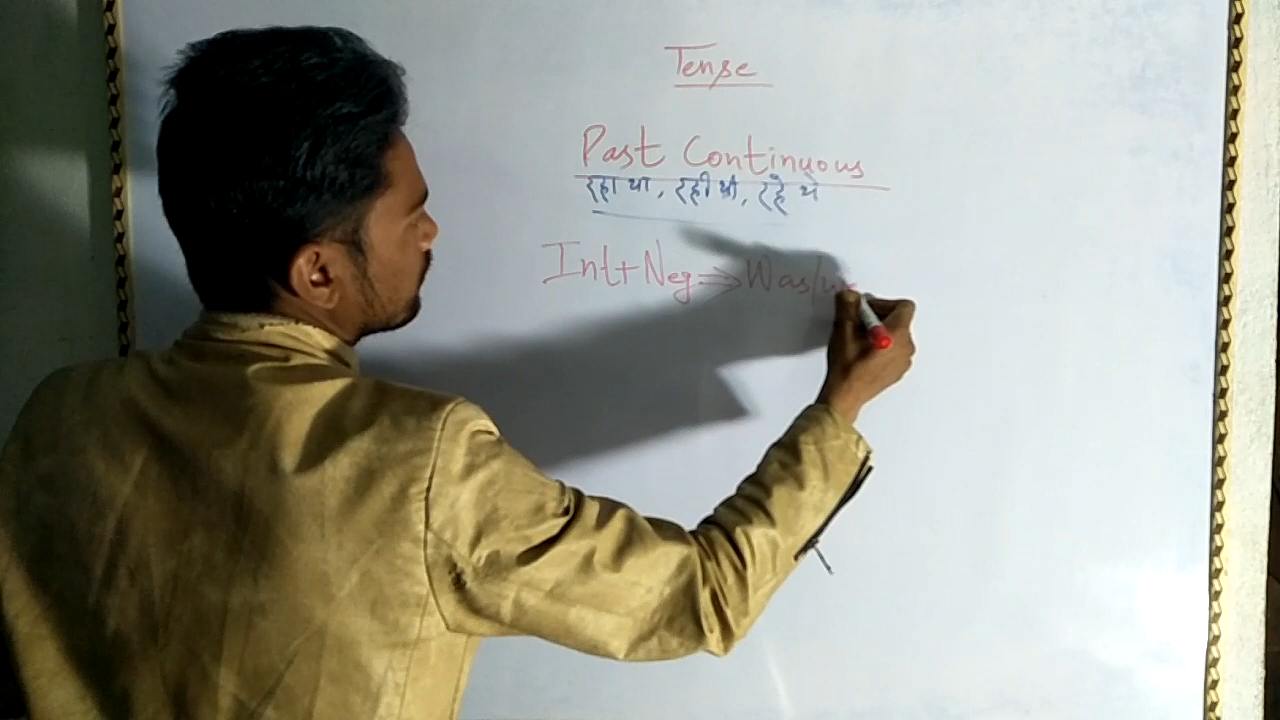 Tense
Past Continuous
रहा था, रही थी, रहे थे
Int+Neg ⇒ Was/